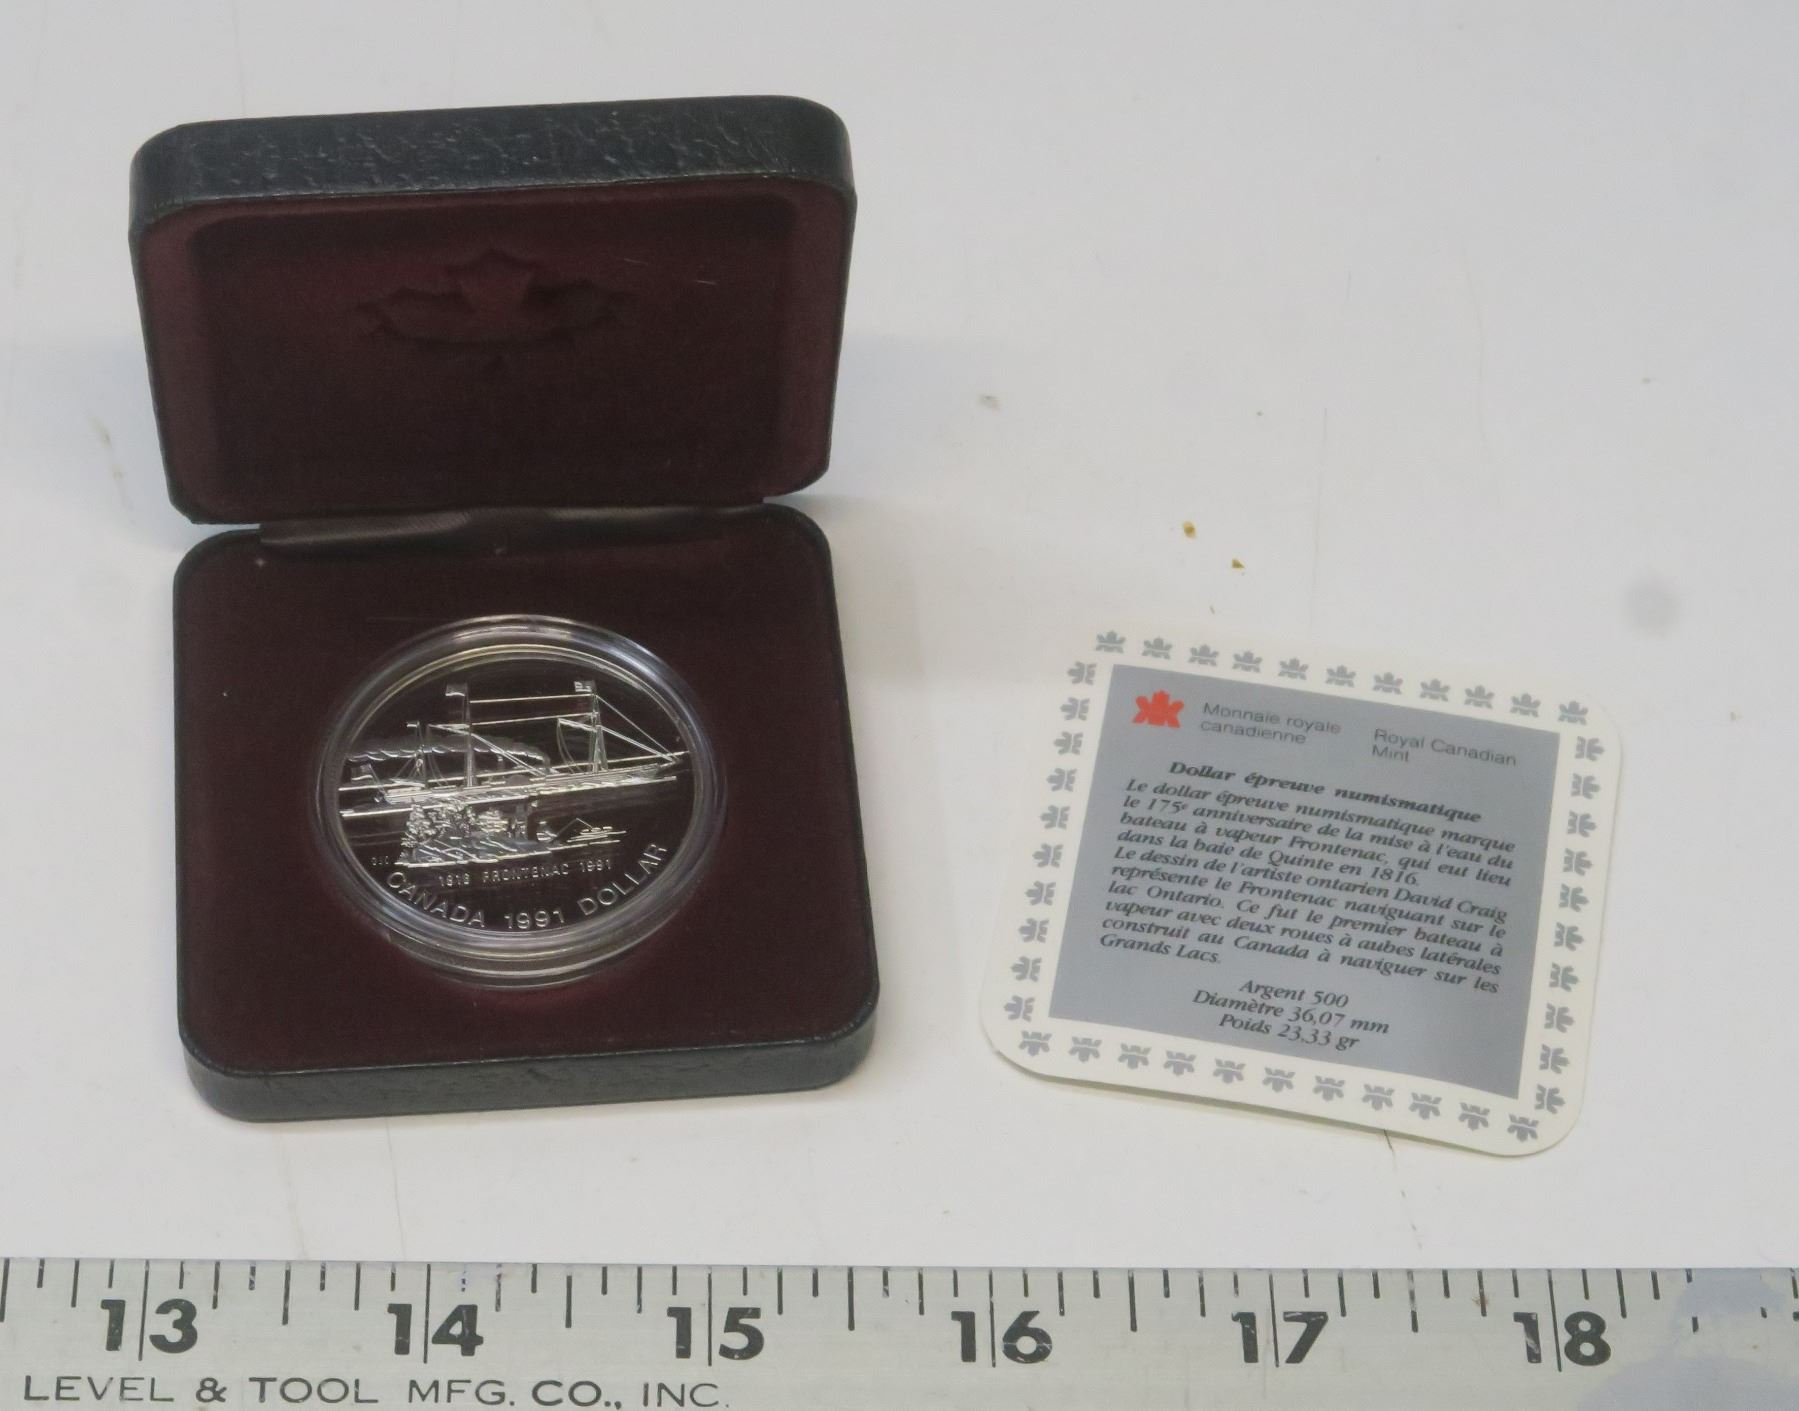 1816 FRONTENAC 1991
CANADA 1991 DOLLAR
Monnaie royale
canadienne
Royal Canadian
Mint
Dollar épreuve numismatique
Le dollar épreuve numismatique marque
le 175e anniversaire de la mise à l'eau du
bateau à vapeur Frontenac, qui eut lieu
dans la baie de Quinte en 1816.
Le dessin de l'artiste ontarien David Craig
représente le Frontenac naviguant sur le
lac Ontario. Ce fut le premier bateau à
vapeur avec deux roues à aubes latérales
construit au Canada à naviguer sur les
Grands Lacs.
Argent 500
Diamètre 36,07 mm
Poids 23,33 gr
13 14 15 16 17 18
LEVEL & TOOL MFG. CO., INC.